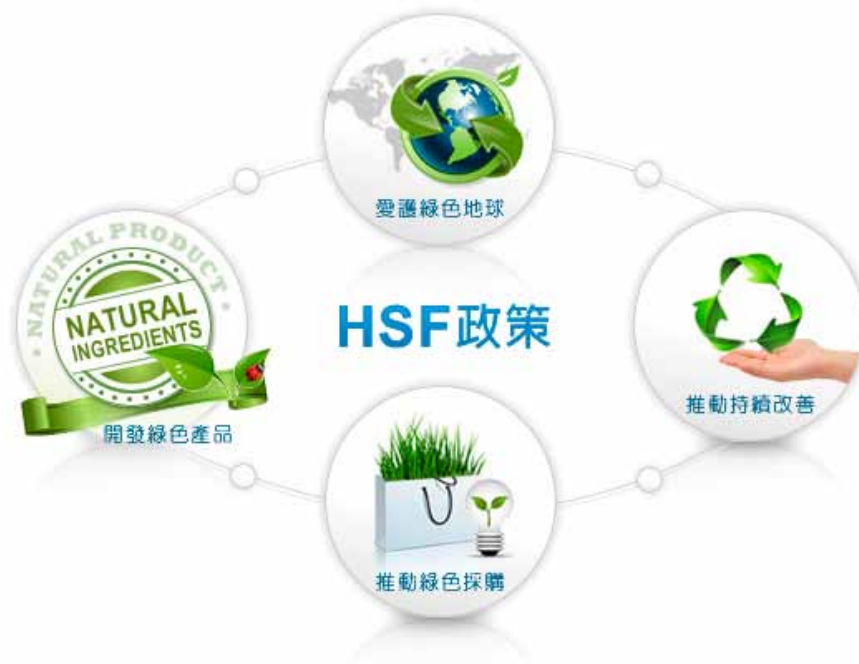 愛護綠色地球
NATURAL PRODUCT
NATURAL
INGREDIENTS
開發綠色產品
HSF政策
推動持續改善
推動綠色採購